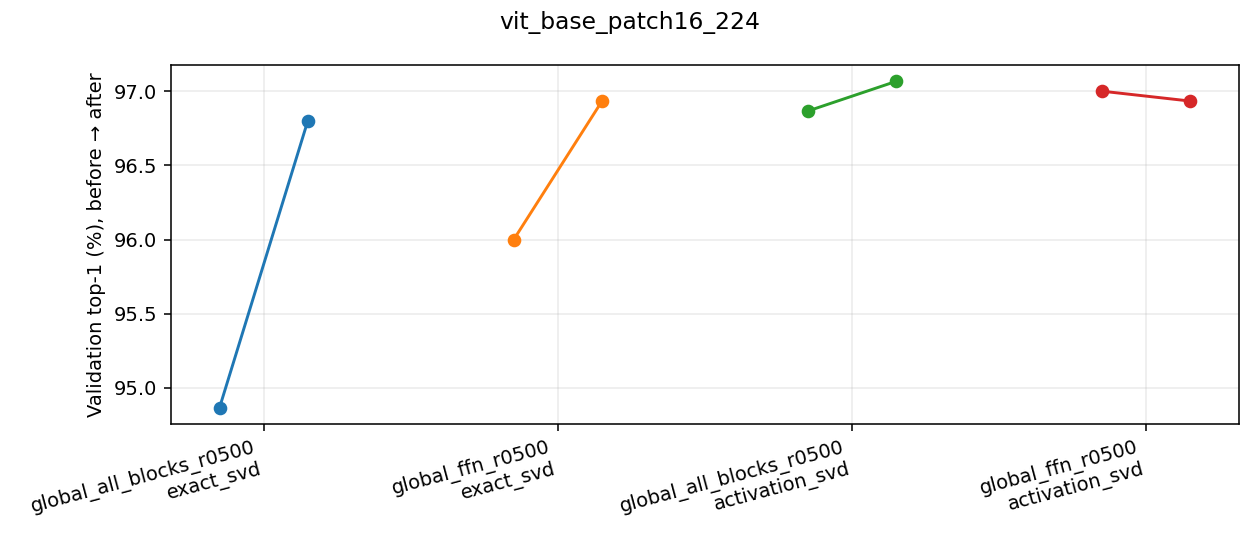 vit_base_patch16_224
Validation top-1 (%), before → after
97.0
96.5
96.0
95.5
95.0
global_all_blocks_r0500
exact_svd
global_ffn_r0500
exact_svd
global_all_blocks_r0500
activation_svd
global_ffn_r0500
activation_svd